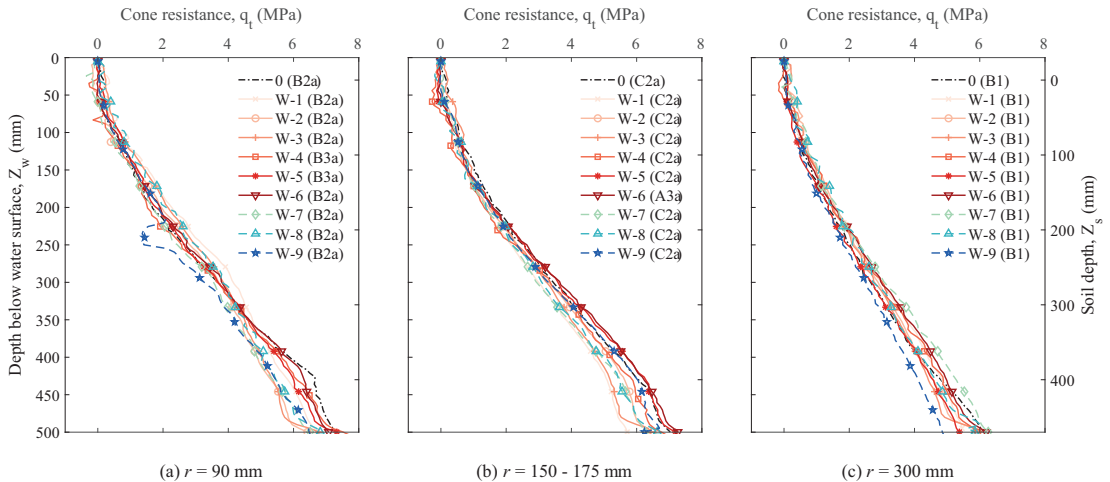 Cone resistance, q_t (MPa)
Cone resistance, q_t (MPa)
Cone resistance, q_t (MPa)
0 2 4 6 8
0 2 4 6 8
0 2 4 6 8
Depth below water surface, Z_w (mm)
0
50
100
150
200
250
300
350
400
450
500
0 (B2a)
W-1 (B2a)
W-2 (B2a)
W-3 (B2a)
W-4 (B3a)
W-5 (B3a)
W-6 (B2a)
W-7 (B2a)
W-8 (B2a)
W-9 (B2a)
0 (C2a)
W-1 (C2a)
W-2 (C2a)
W-3 (C2a)
W-4 (C2a)
W-5 (C2a)
W-6 (A3a)
W-7 (C2a)
W-8 (C2a)
W-9 (C2a)
0 (B1)
W-1 (B1)
W-2 (B1)
W-3 (B1)
W-4 (B1)
W-5 (B1)
W-6 (B1)
W-7 (B1)
W-8 (B1)
W-9 (B1)
0
100
200
300
400
Soil depth, Z_s (mm)
(a) r = 90 mm
(b) r = 150 - 175 mm
(c) r = 300 mm